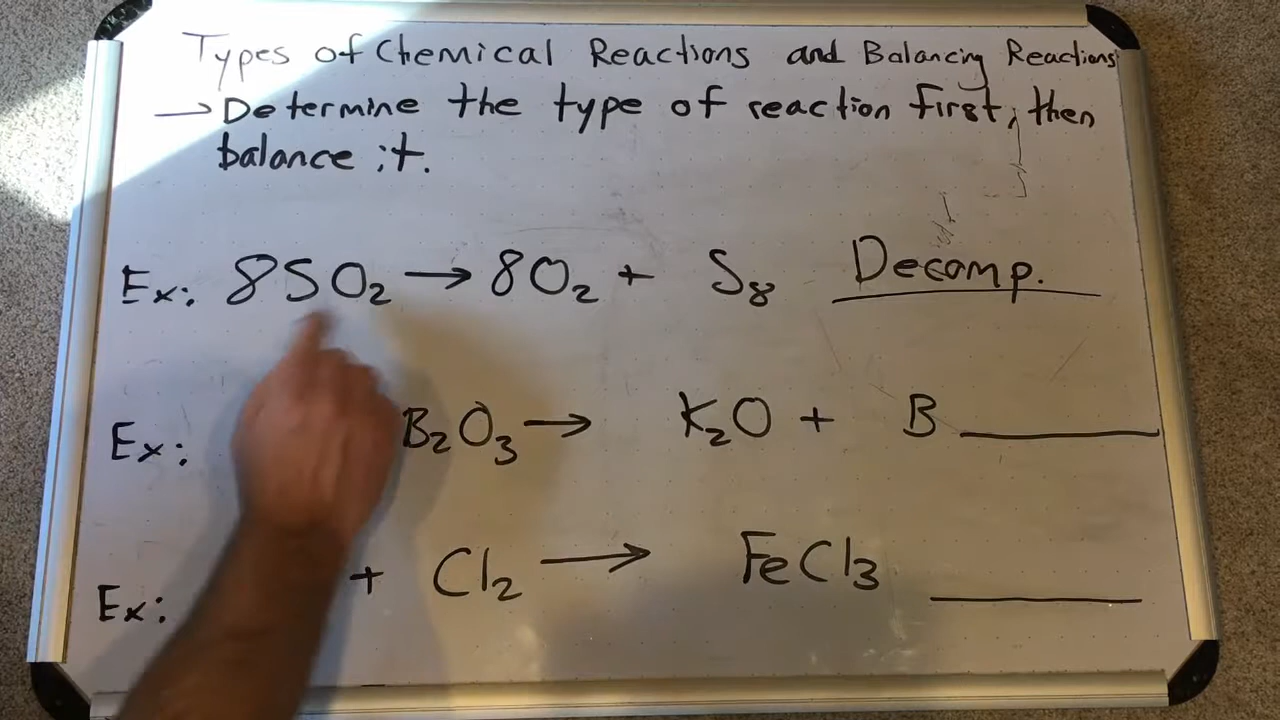 Types of Chemical Reactions and Balancing Reactions
→ Determine the type of reaction first, then
balance it.
Ex: 8SO₂ → 8O₂ + S₈ Decomp.
Ex: B₂O₃ → K₂O + B
Ex: + Cl₂ → FeCl₃